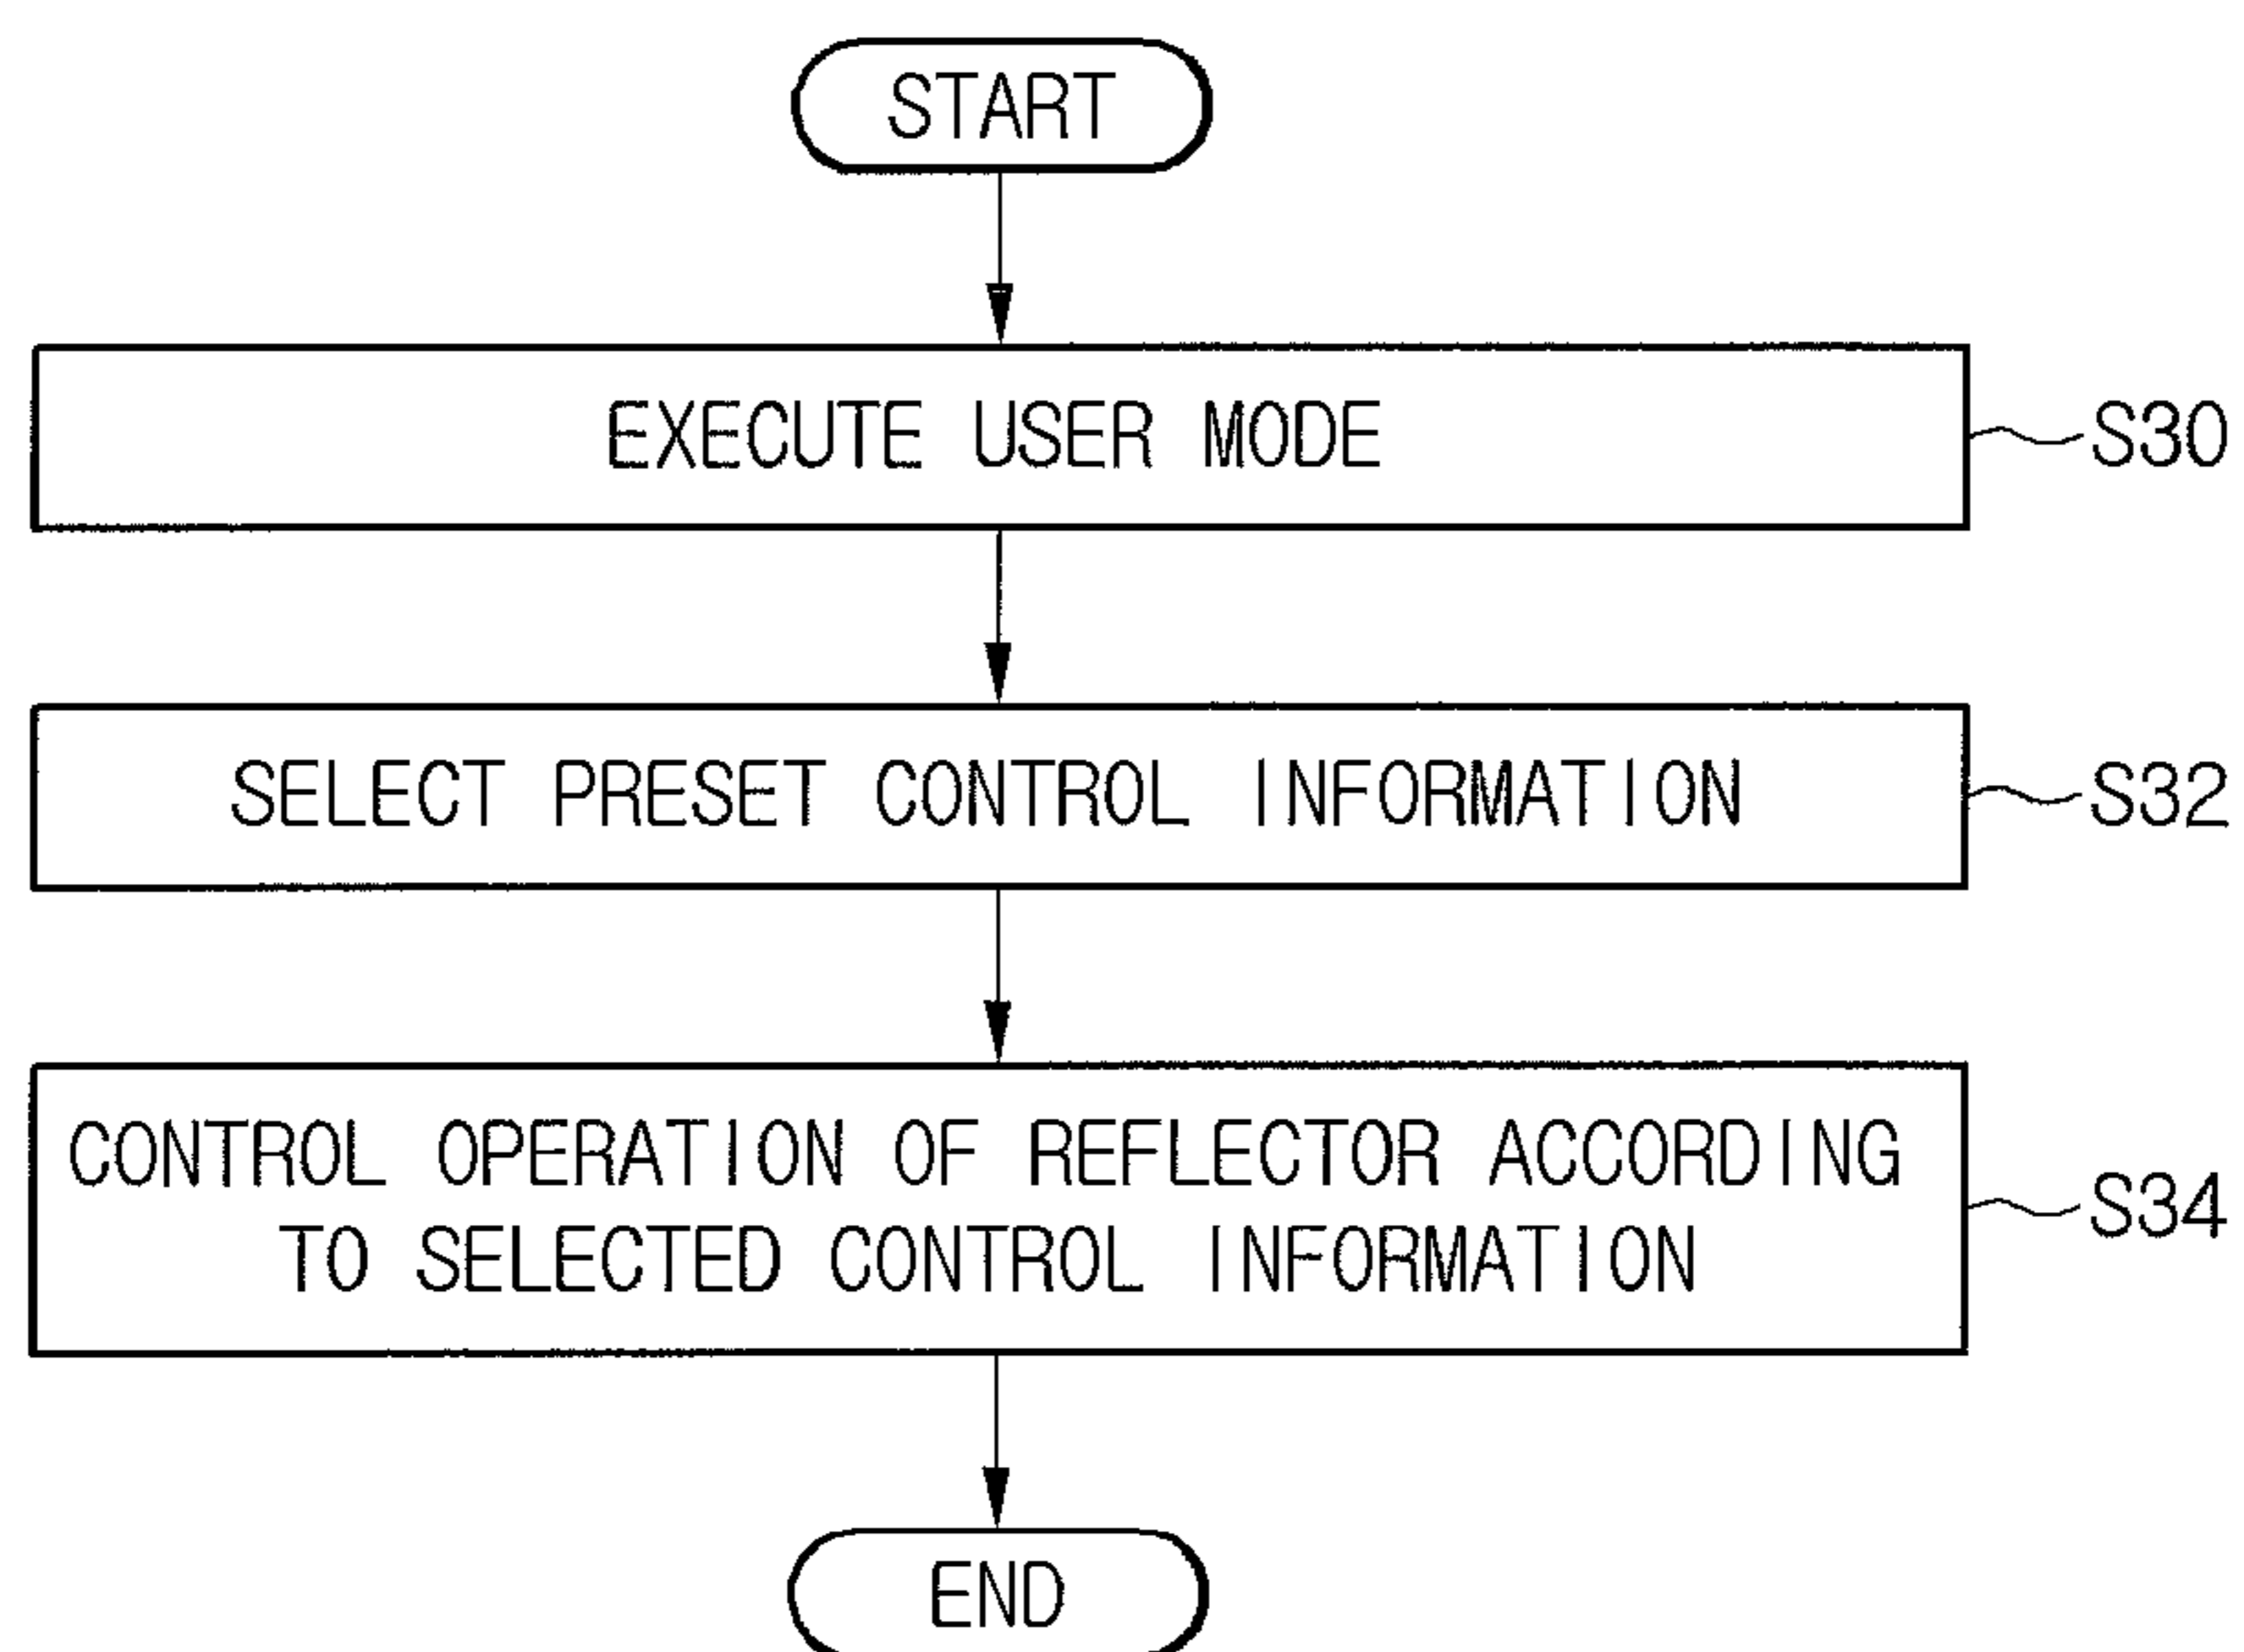 START
EXECUTE USER MODE
S30
SELECT PRESET CONTROL INFORMATION
S32
CONTROL OPERATION OF REFLECTOR ACCORDING
TO SELECTED CONTROL INFORMATION
S34
END